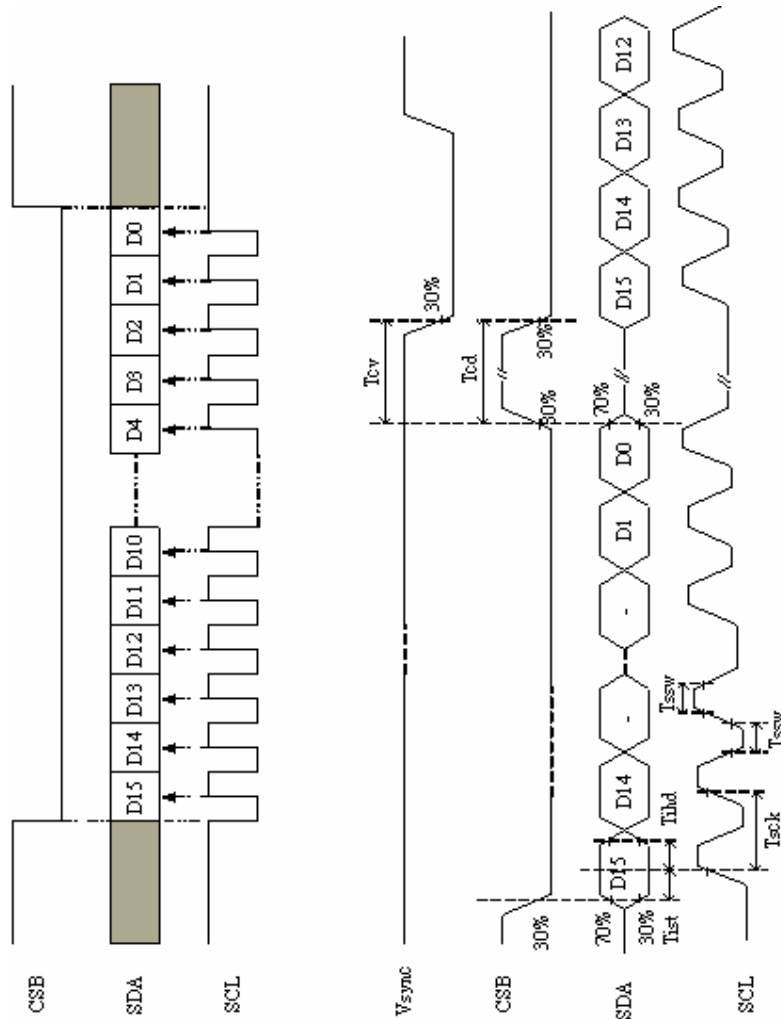 CSB
SDA
D15 D14 D13 D12 D11 D10 D4 D3 D2 D1 D0
SCL
Vsync
Tcv
30%
CSB
30%
Tcd
30%
30%
SDA
70%
30%
D15 D14 - - D1 D0
70%
30%
D15 D14 D13 D12
Tist
Tihd
SCL
Tsck
Tssw
Tssw